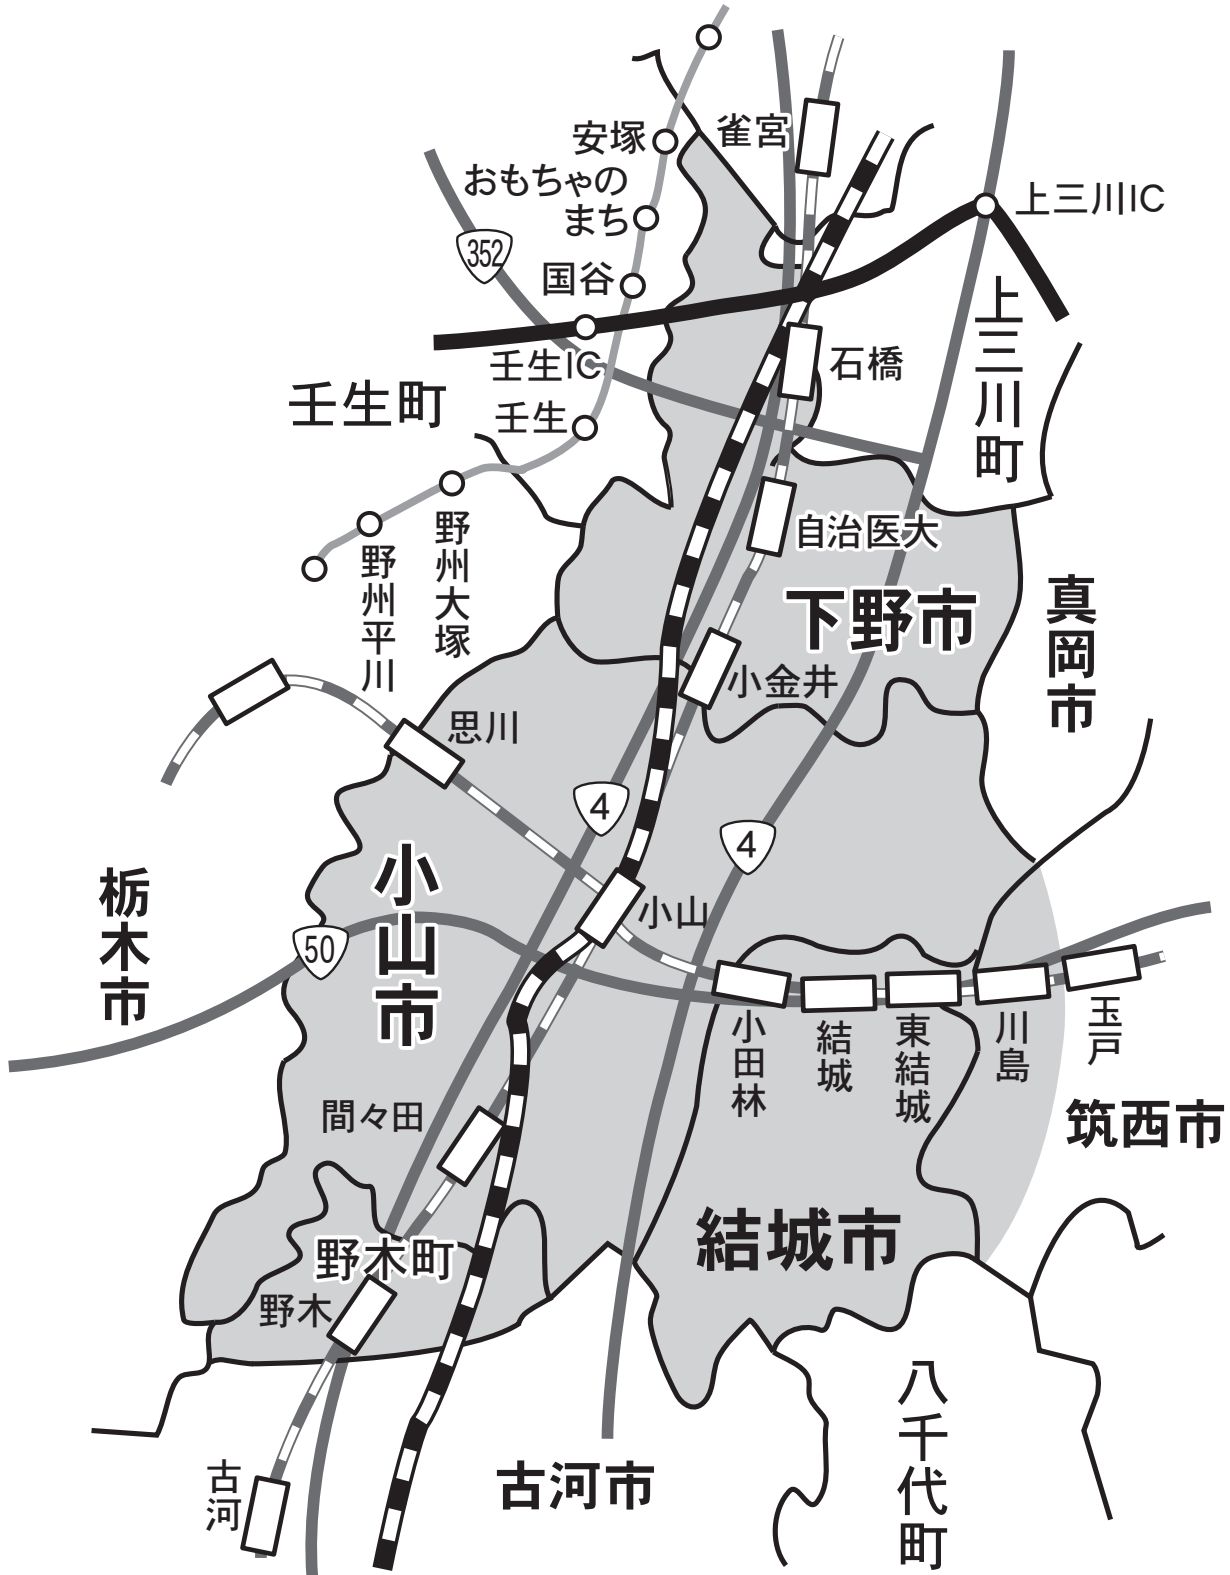 雀宮
安塚
おもちゃの
まち
上三川IC
352
国谷
上三川町
壬生IC
石橋
壬生町
壬生
自治医大
野州大塚
野州平川
下野市
真岡市
小金井
思川
4
4
小山市
栃木市
小山
50
小田林
結城
東結城
川島
玉戸
間々田
筑西市
結城市
野木町
野木
八千代町
古河
古河市